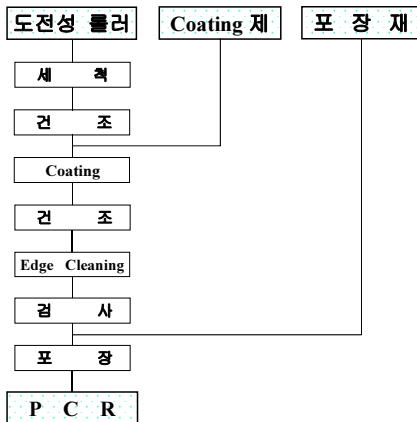 도전성 롤러
Coating 제
포 장 재
세 척
건 조
Coating
건 조
Edge Cleaning
검 사
포 장
P C R